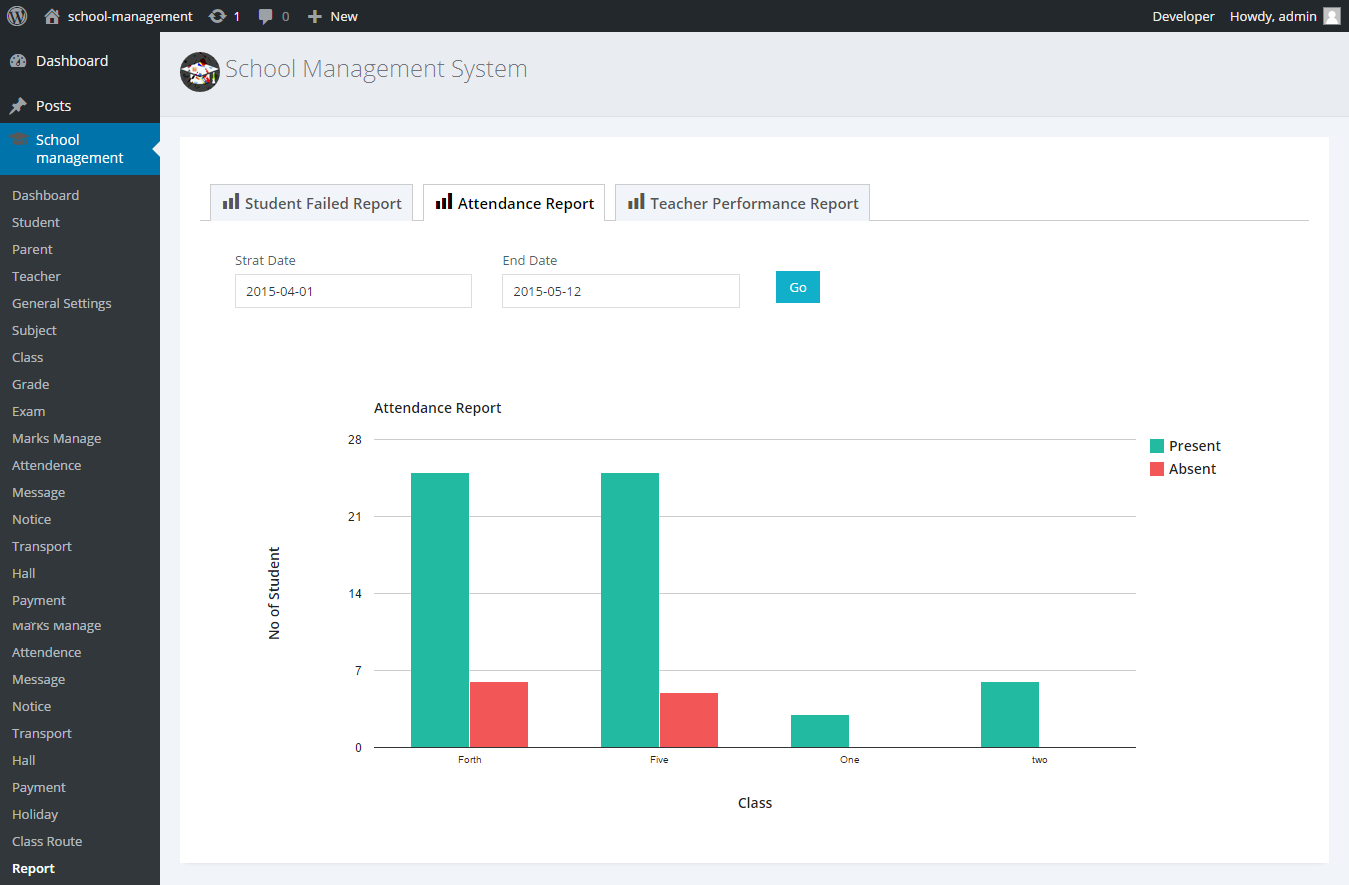 school-management 1 0 New Developer Howdy, admin
Dashboard
Posts
School
management
Dashboard
Student
Parent
Teacher
General Settings
Subject
Class
Grade
Exam
Marks Manage
Attendence
Message
Notice
Transport
Hall
Payment
Marks Manage
Attendence
Message
Notice
Transport
Hall
Payment
Holiday
Class Route
Report
School Management System
Student Failed Report Attendance Report Teacher Performance Report
Strat Date End Date
2015-04-01 2015-05-12 Go
Attendance Report
28
21
14
7
0
No of Student
Forth Five One two
Class
Present
Absent